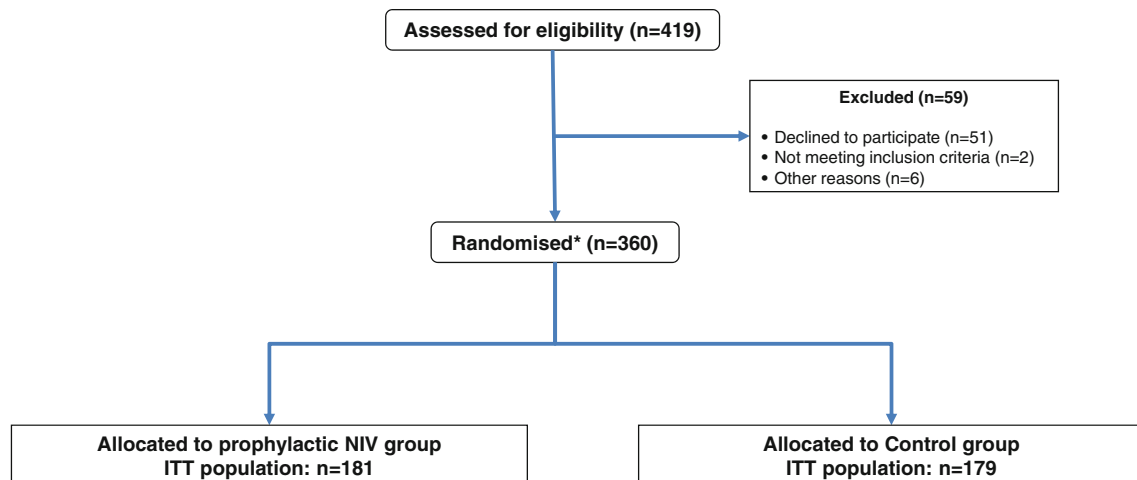 Assessed for eligibility (n=419)
Excluded (n=59)
• Declined to participate (n=51)
• Not meeting inclusion criteria (n=2)
• Other reasons (n=6)
Randomised* (n=360)
Allocated to prophylactic NIV group
ITT population: n=181
Allocated to Control group
ITT population: n=179